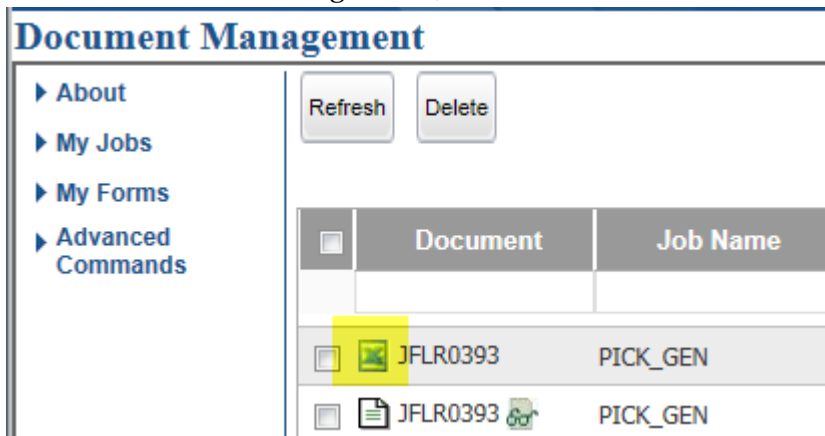 Document Management
About
My Jobs
My Forms
Advanced
Commands
Refresh Delete
Document Job Name
JFLR0393 PICK_GEN
JFLR0393 PICK_GEN